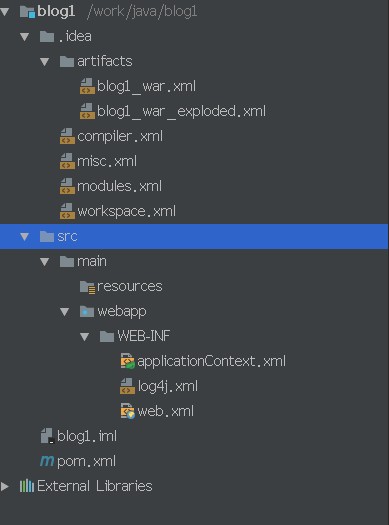 blog1 /work/java/blog1
.idea
artifacts
blog1_war.xml
blog1_war_exploded.xml
compiler.xml
misc.xml
modules.xml
workspace.xml
src
main
resources
webapp
WEB-INF
applicationContext.xml
log4j.xml
web.xml
blog1.iml
m pom.xml
External Libraries